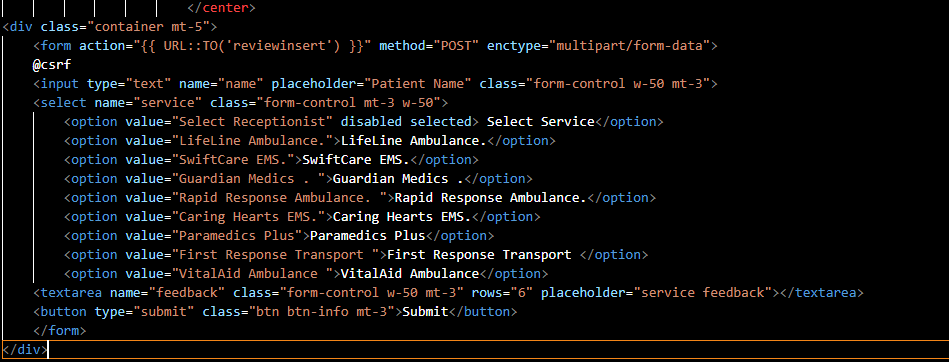 </center>
<div class="container mt-5">
<form action="{{ URL::TO('reviewinsert') }}" method="POST" enctype="multipart/form-data">
@csrf
<input type="text" name="name" placeholder="Patient Name" class="form-control w-50 mt-3">
<select name="service" class="form-control mt-3 w-50">
<option value="Select Receptionist" disabled selected> Select Service</option>
<option value="LifeLine Ambulance.">LifeLine Ambulance.</option>
<option value="SwiftCare EMS.">SwiftCare EMS.</option>
<option value="Guardian Medics . ">Guardian Medics .</option>
<option value="Rapid Response Ambulance. ">Rapid Response Ambulance.</option>
<option value="Caring Hearts EMS.">Caring Hearts EMS.</option>
<option value="Paramedics Plus">Paramedics Plus</option>
<option value="First Response Transport ">First Response Transport </option>
<option value="VitalAid Ambulance ">VitalAid Ambulance</option>
<textarea name="feedback" class="form-control w-50 mt-3" rows="6" placeholder="service feedback"></textarea>
<button type="submit" class="btn btn-info mt-3">Submit</button>
</form>
</div>